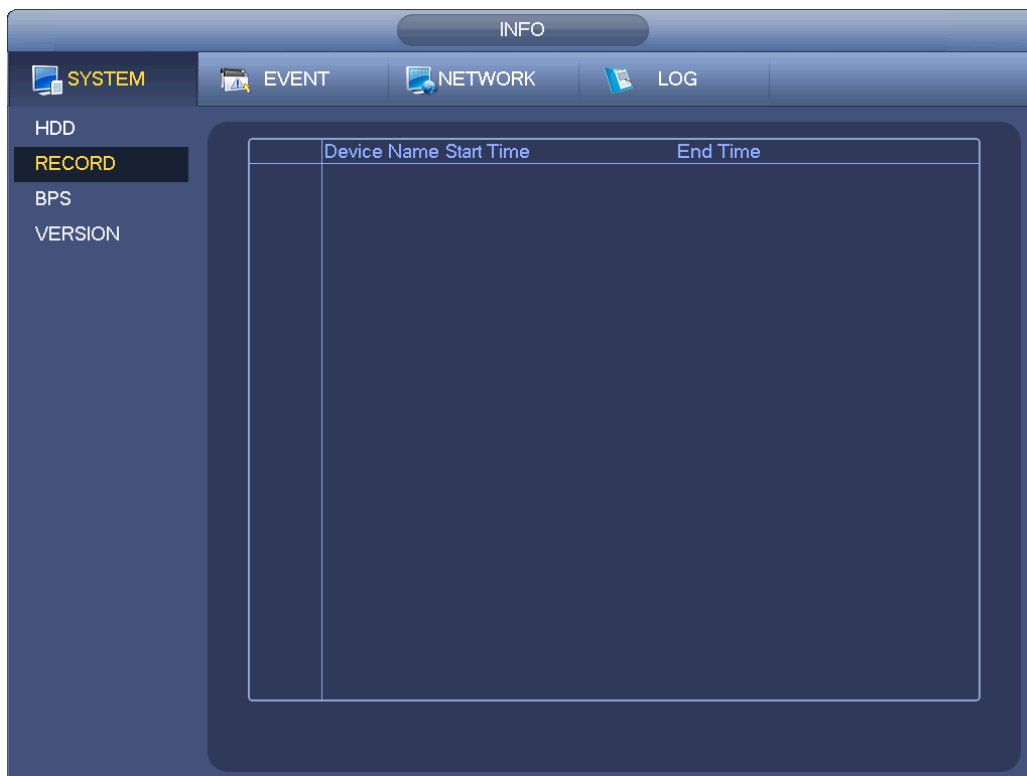 INFO
SYSTEM EVENT NETWORK LOG
HDD
RECORD
BPS
VERSION
Device Name Start Time End Time